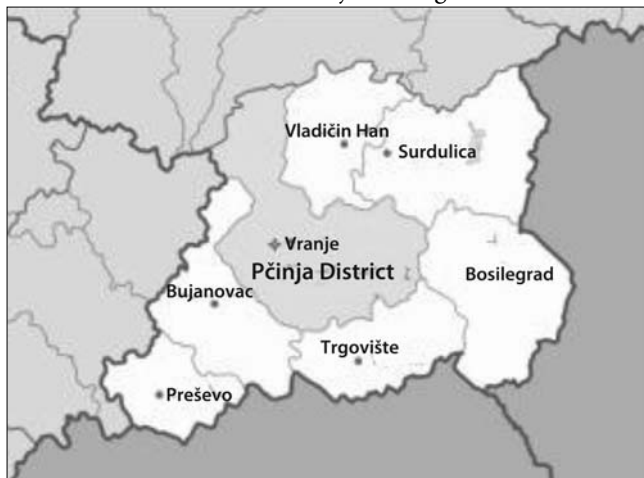 Vladičin Han
Surdulica
Vranje
Pčinja District
Bosilegrad
Bujanovac
Trgovište
Preševo